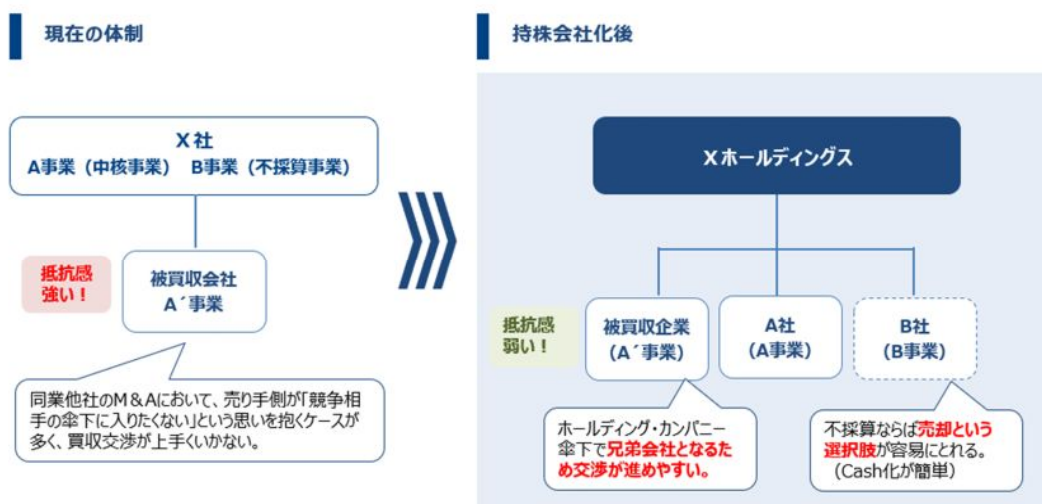 現在の体制
X社
A事業（中核事業） B事業（不採算事業）
抵抗感
強い！
被買収会社
A´事業
同業他社のM＆Aにおいて、売り手側が「競争相
手の傘下に入りたくない」という思いを抱くケースが
多く、買収交渉が上手くいかない。
持株会社化後
Xホールディングス
抵抗感
弱い！
被買収企業
（A´事業）
A社
（A事業）
B社
（B事業）
ホールディング・カンパニー
傘下で兄弟会社となるた
め交渉が進めやすい。
不採算ならば売却という
選択肢が容易にとれる。
（Cash化が簡単）